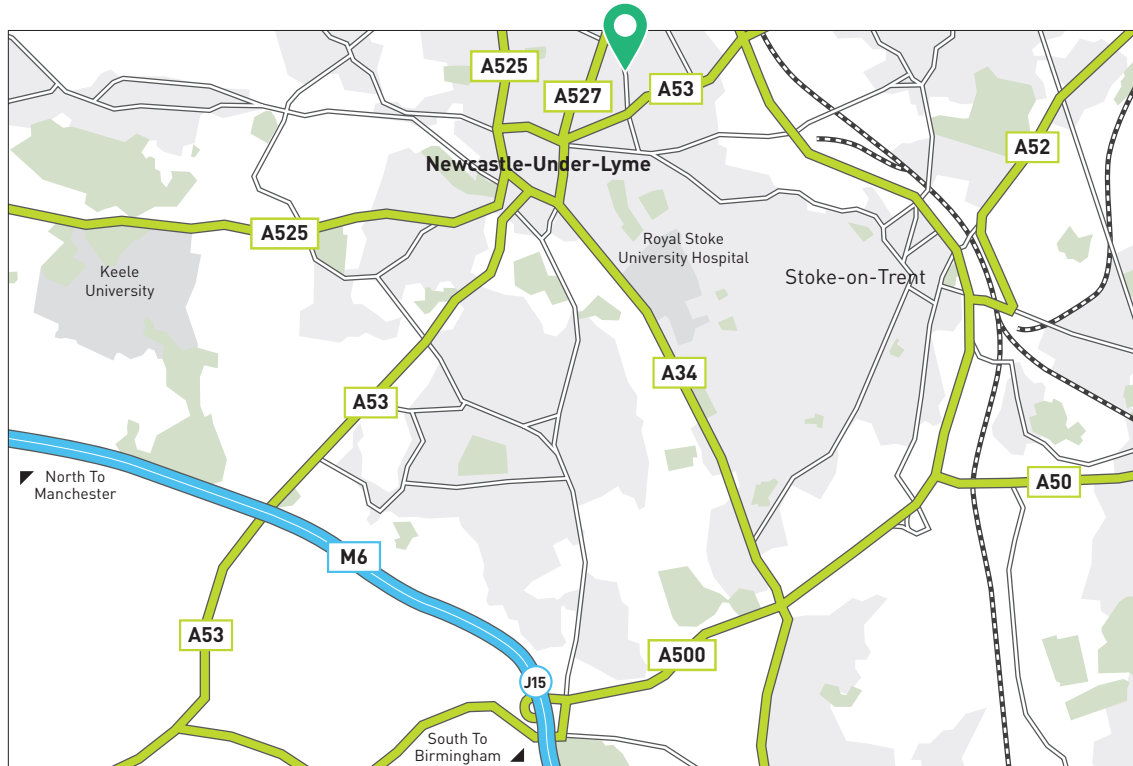 A525
A527
A53
A52
Newcastle-Under-Lyme
A525
Royal Stoke
University Hospital
Keele
University
Stoke-on-Trent
A34
A53
North To
Manchester
A50
M6
A53
A500
J15
South To
Birmingham